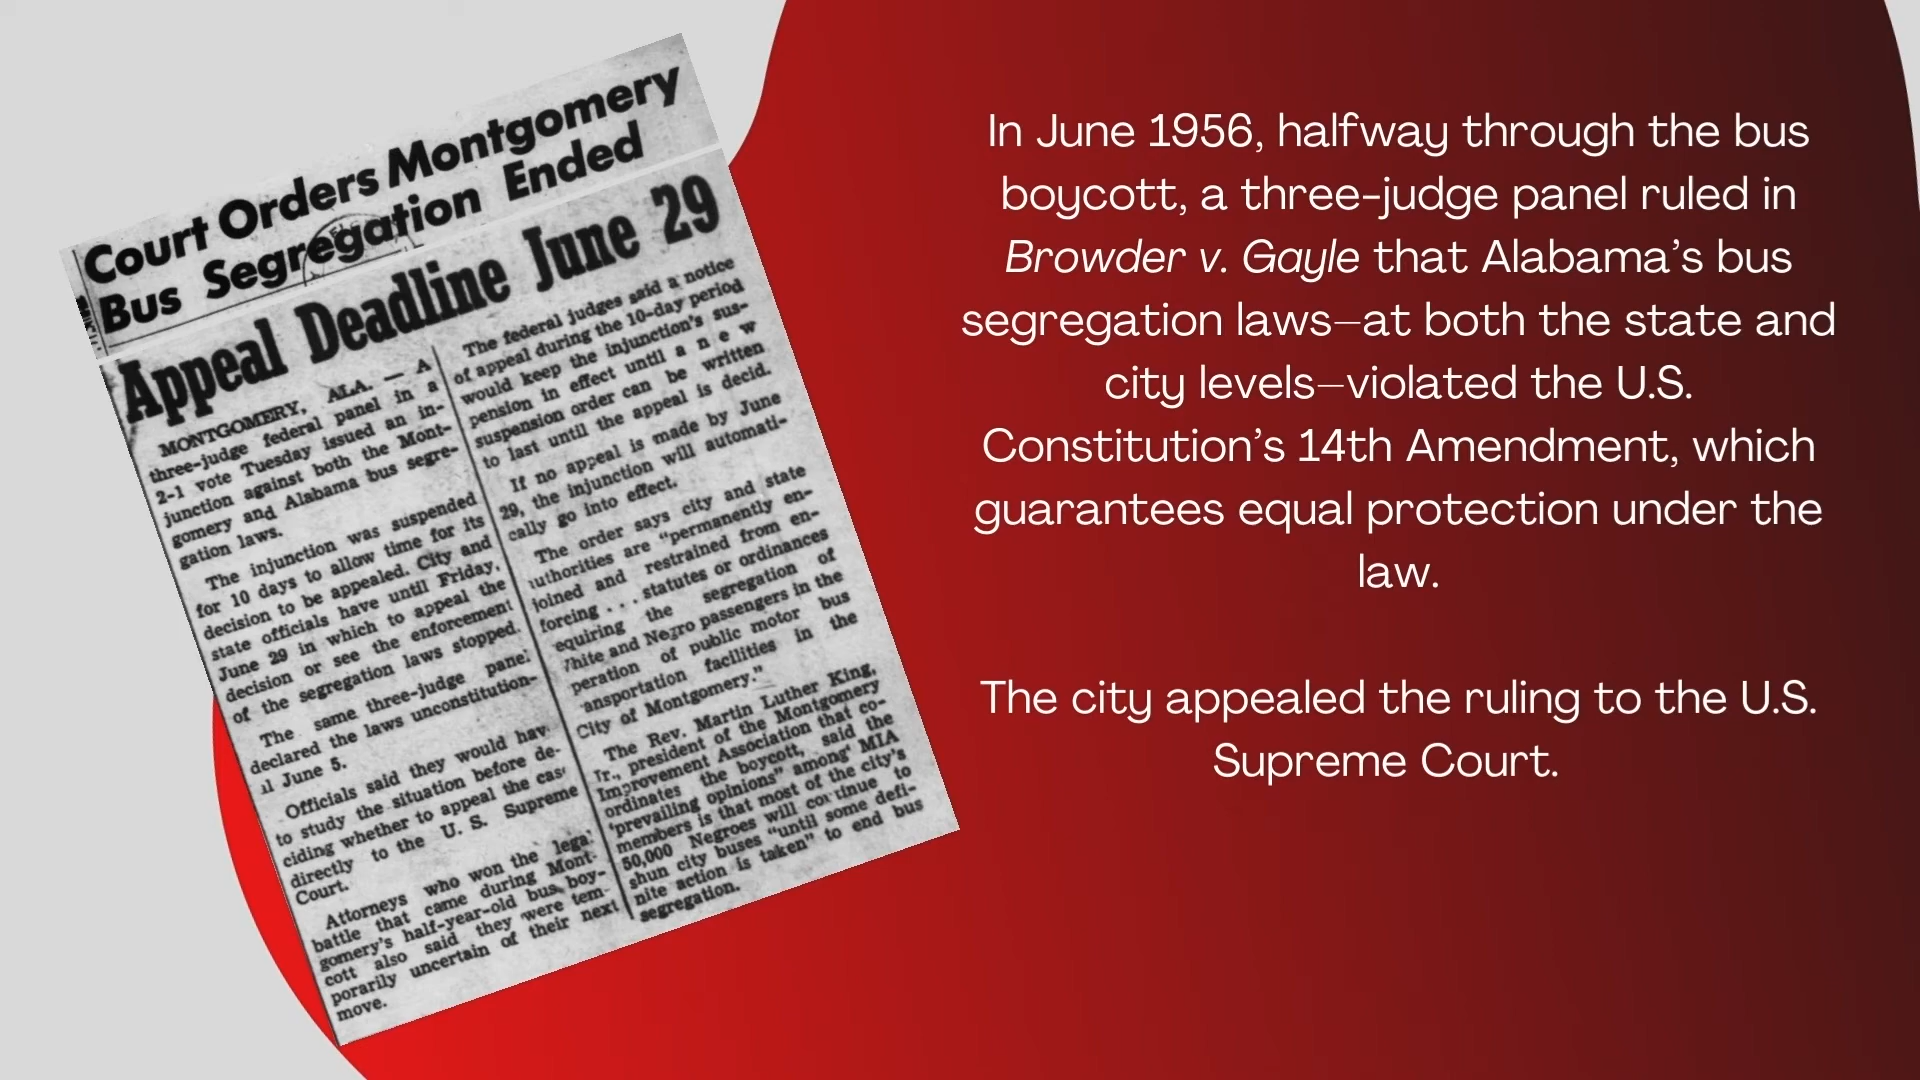 Court Orders Montgomery
Bus Segregation Ended
Appeal Deadline June 29
MONTGOMERY, ALA. — A
three-judge federal panel in a
2-1 vote Tuesday issued an in-
junction against both the Mont-
gomery and Alabama bus segre-
gation laws.
The injunction was suspended
for 10 days to allow time for its
decision to be appealed. City and
state officials have until Friday,
June 29 in which to appeal the
decision or see the enforcement
of the segregation laws stopped.
The same three-judge panel
declared the laws unconstitution-
al June 5.
Officials said they would hav
to study the situation before de-
ciding whether to appeal the cas
directly to the U. S. Supreme
Court.
Attorneys who won the lega
battle that came during Mont-
gomery's half-year-old bus boy-
cott also said they were tem-
porarily uncertain of their next
move.
The federal judges said a notice
of appeal during the 10-day period
would keep the injunction's sus-
pension in effect until a n e w
suspension order can be written
to last until the appeal is decid.
If no appeal is made by June
29, the injunction will automati-
cally go into effect.
The order says city and state
uthorities are "permanently en-
joined and restrained from en-
forcing . . . statutes or ordinances
equiring the segregation of
hite and Negro passengers in the
peration of public motor bus
ansportation facilities in the
City of Montgomery."
The Rev. Martin Luther King,
Jr., president of the Montgomery
Improvement Association that co-
ordinates the boycott, said the
'prevailing opinions" among' MIA
members is that most of the city's
50,000 Negroes will continue to
shun city buses "until some defi-
nite action is taken" to end bus
segregation.
In June 1956, halfway through the bus
boycott, a three-judge panel ruled in
Browder v. Gayle that Alabama's bus
segregation laws—at both the state and
city levels—violated the U.S.
Constitution's 14th Amendment, which
guarantees equal protection under the
law.
The city appealed the ruling to the U.S.
Supreme Court.